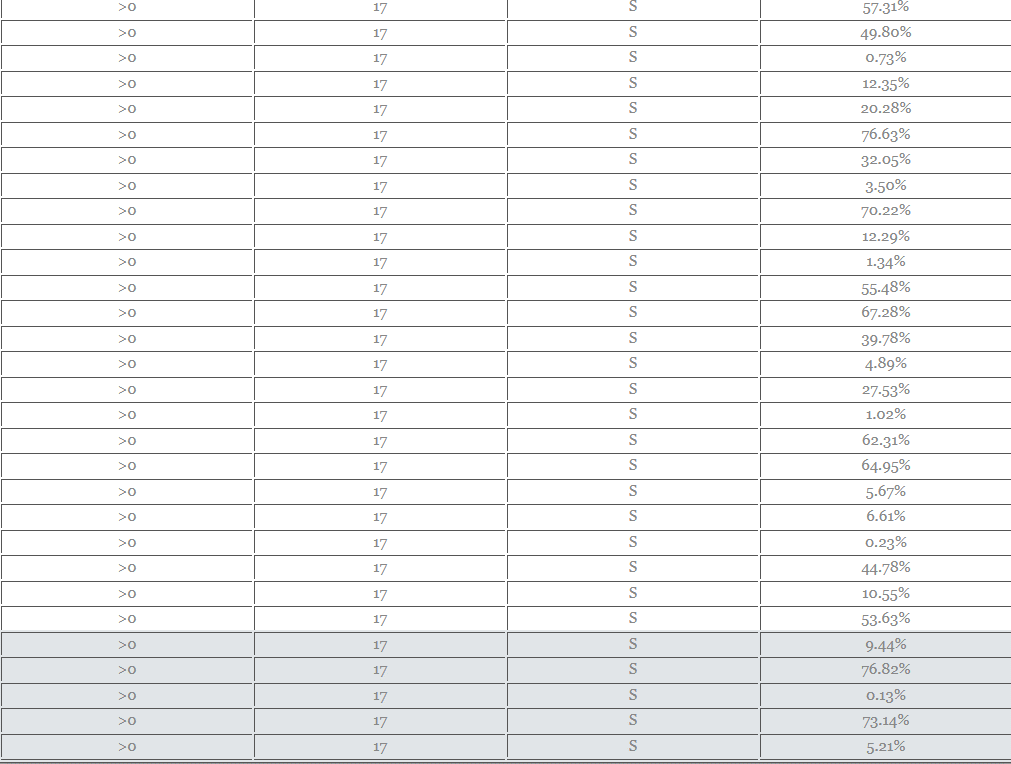 >0 17 S 57.31%
>0 17 S 49.80%
>0 17 S 0.73%
>0 17 S 12.35%
>0 17 S 20.28%
>0 17 S 76.63%
>0 17 S 32.05%
>0 17 S 3.50%
>0 17 S 70.22%
>0 17 S 12.29%
>0 17 S 1.34%
>0 17 S 55.48%
>0 17 S 67.28%
>0 17 S 39.78%
>0 17 S 4.89%
>0 17 S 27.53%
>0 17 S 1.02%
>0 17 S 62.31%
>0 17 S 64.95%
>0 17 S 5.67%
>0 17 S 6.61%
>0 17 S 0.23%
>0 17 S 44.78%
>0 17 S 10.55%
>0 17 S 53.63%
>0 17 S 9.44%
>0 17 S 76.82%
>0 17 S 0.13%
>0 17 S 73.14%
>0 17 S 5.21%